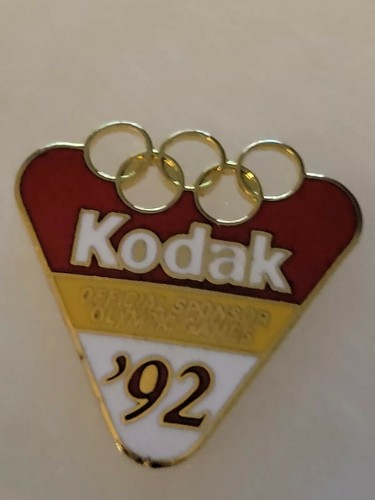 Kodak
OFFICIAL SPONSOR
OLYMPIC GAMES
'92